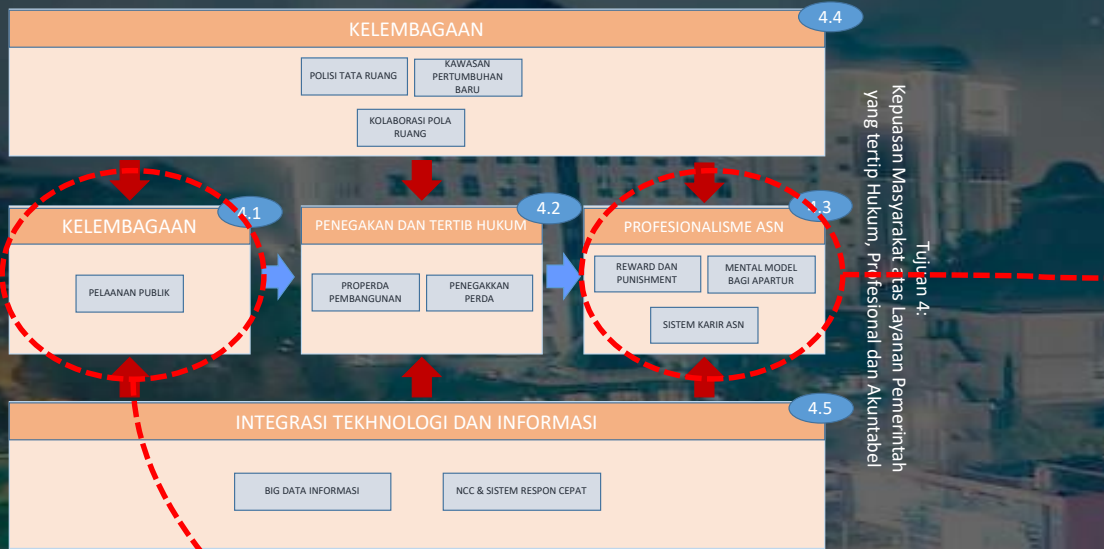 4.4
KELEMBAGAAN
POLISI TATA RUANG
KAWASAN
PERTUMBUHAN
BARU
KOLABORASI POLA
RUANG
4.1
KELEMBAGAAN
PELAANAN PUBLIK
4.2
PENEGAKAN DAN TERTIB HUKUM
PROPERDA
PEMBANGUNAN
PENEGAKKAN
PERDA
4.3
PROFESIONALISME ASN
REWARD DAN
PUNISHMENT
MENTAL MODEL
BAGI APARTUR
SISTEM KARIR ASN
4.5
INTEGRASI TEKHNOLOGI DAN INFORMASI
BIG DATA INFORMASI
NCC & SISTEM RESPON CEPAT
Tujuan 4:
Kepuasan Masyarakat atas Layanan Pemerintah
yang tertip Hukum, Profesional dan Akuntabel